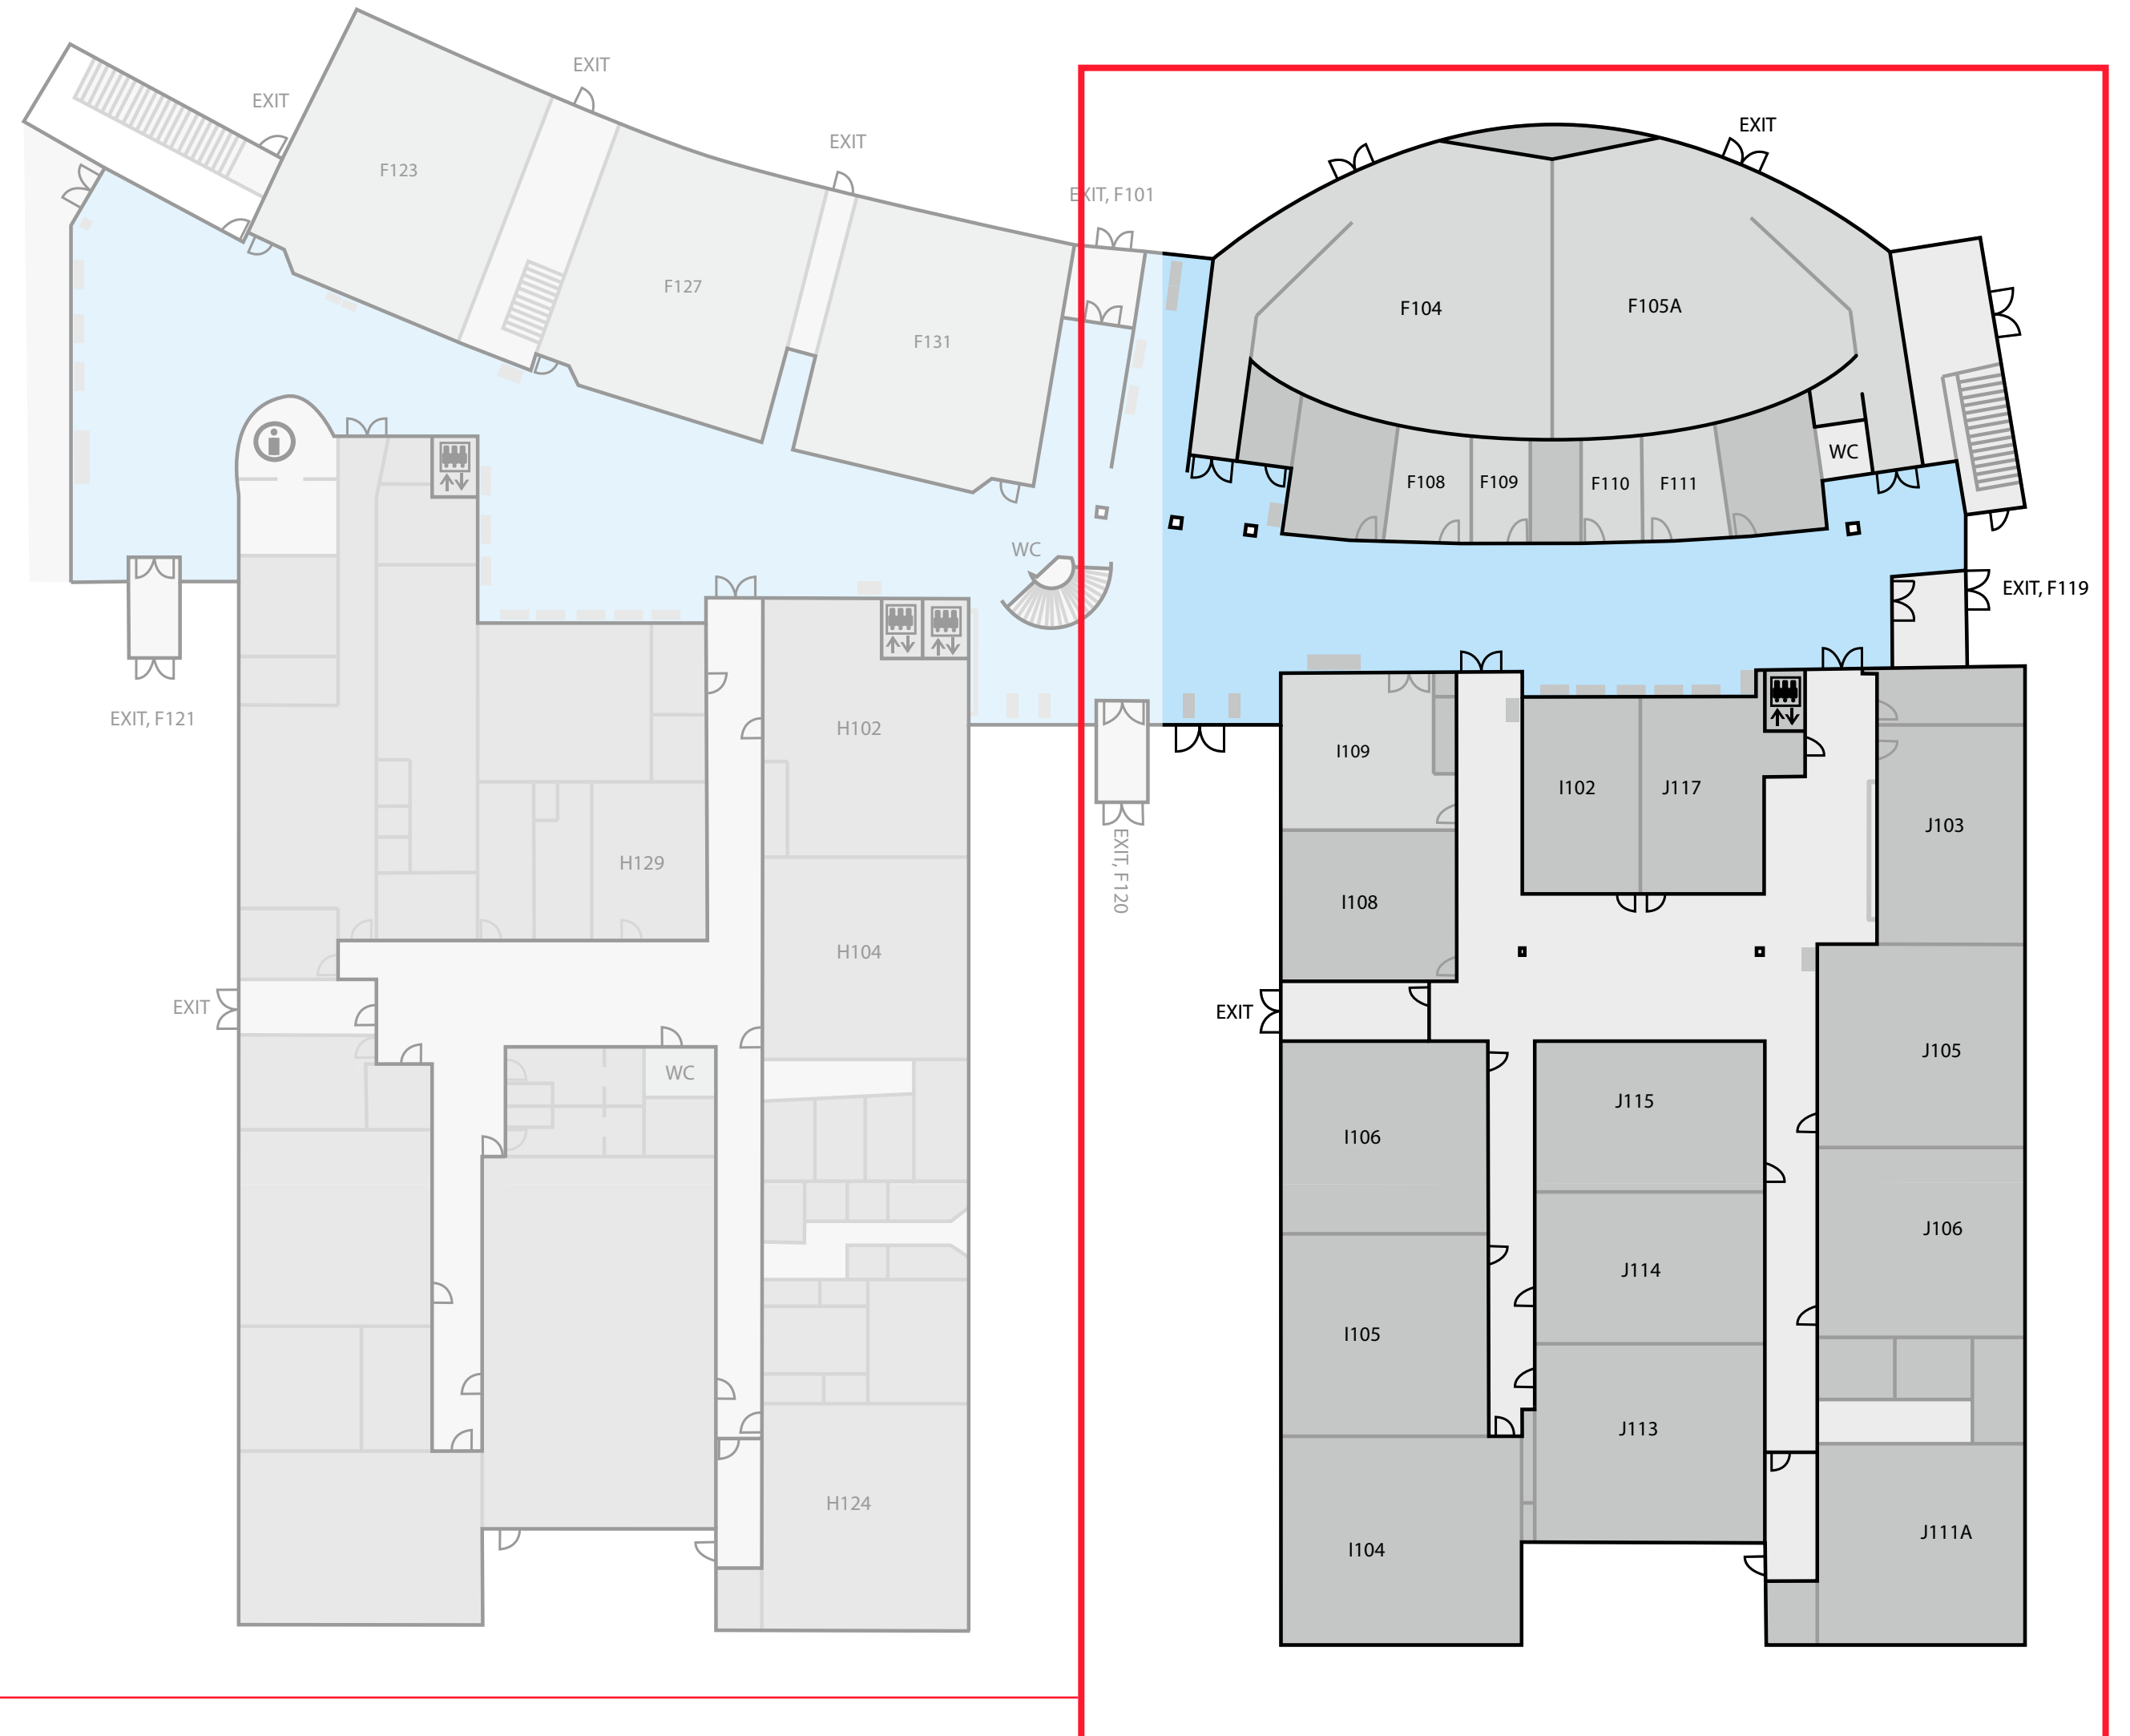 EXIT
EXIT
EXIT
EXIT
F123
EXIT, F101
F127
F104
F105A
F131
WC
F108
F109
F110
F111
WC
EXIT, F119
EXIT, F121
H102
I109
I102
J117
J103
H129
EXIT, F120
I108
H104
EXIT
EXIT
J105
WC
J115
I106
J106
J114
I105
J113
H124
J111A
I104